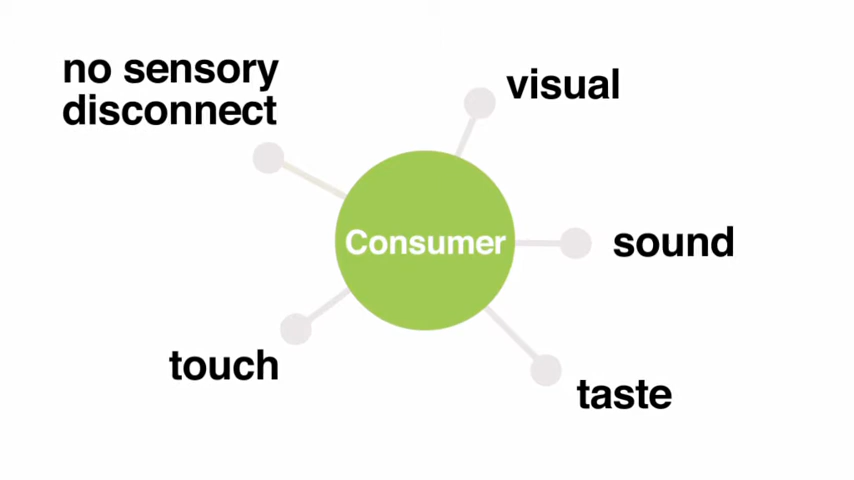 no sensory
disconnect
visual
Consumer
sound
touch
taste